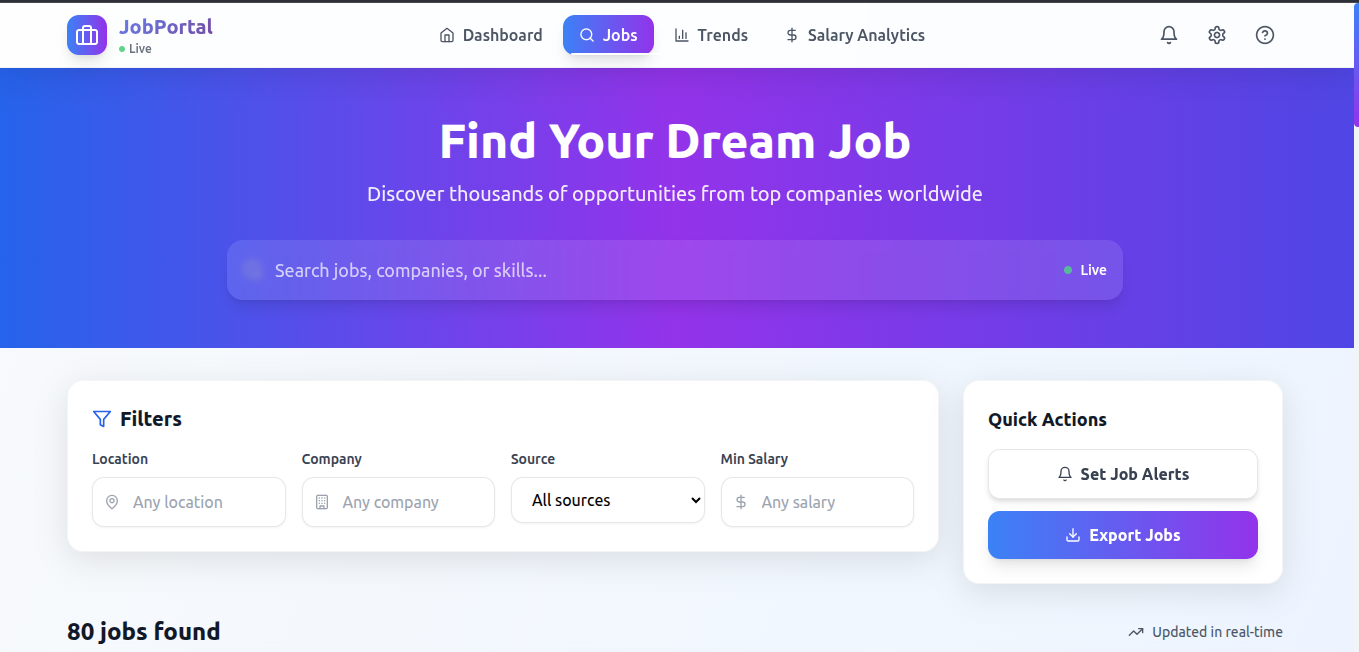 JobPortal
Live
Dashboard
Jobs
Trends
Salary Analytics
Find Your Dream Job
Discover thousands of opportunities from top companies worldwide
Search jobs, companies, or skills...
Live
Filters
Location
Company
Source
Min Salary
Any location
Any company
All sources
Any salary
Quick Actions
Set Job Alerts
Export Jobs
80 jobs found
Updated in real-time